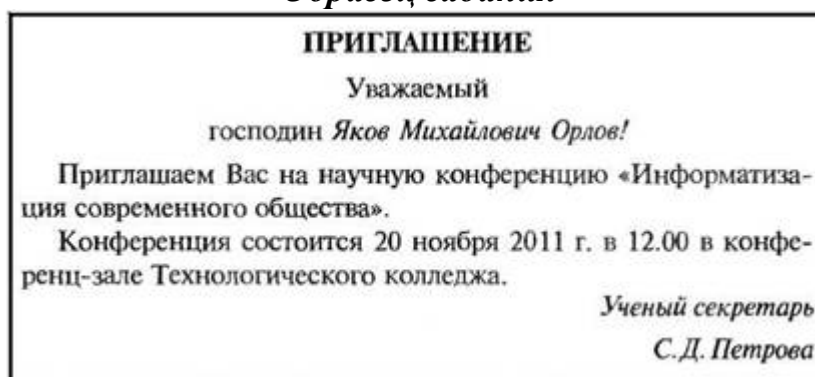 ПРИГЛАШЕНИЕ
Уважаемый
господин Яков Михайлович Орлов!
Приглашаем Вас на научную конференцию «Информатиза-
ция современного общества».
Конференция состоится 20 ноября 2011 г. в 12.00 в конфе-
ренц-зале Технологического колледжа.
Ученый секретарь
С. Д. Петрова